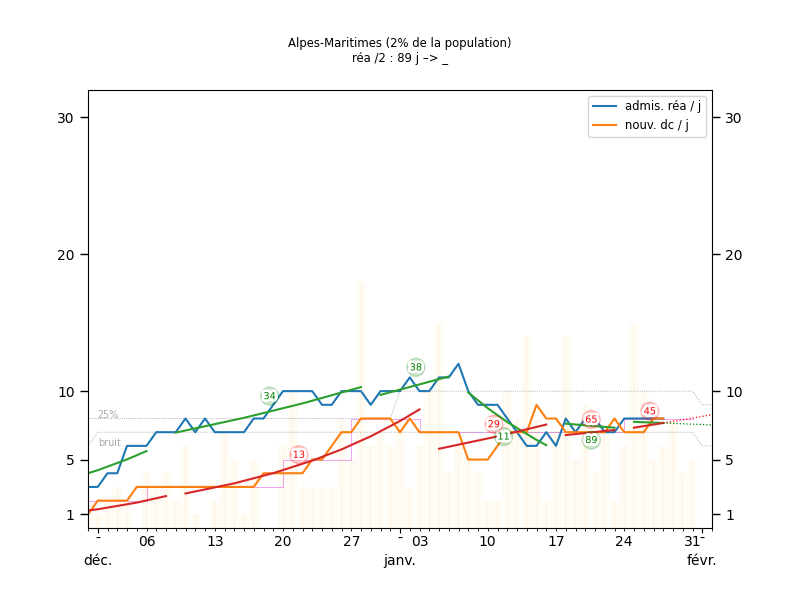 Alpes-Maritimes (2% de la population)
réa /2 : 89 j –> _
admis. réa / j
nouv. dc / j
30 30
20 20
10 10
5 5
1 1
25%
bruit
34
13
38
29
11
65
89
45
- 06 13 20 27 - 03 10 17 24 31 -
déc. janv. févr.